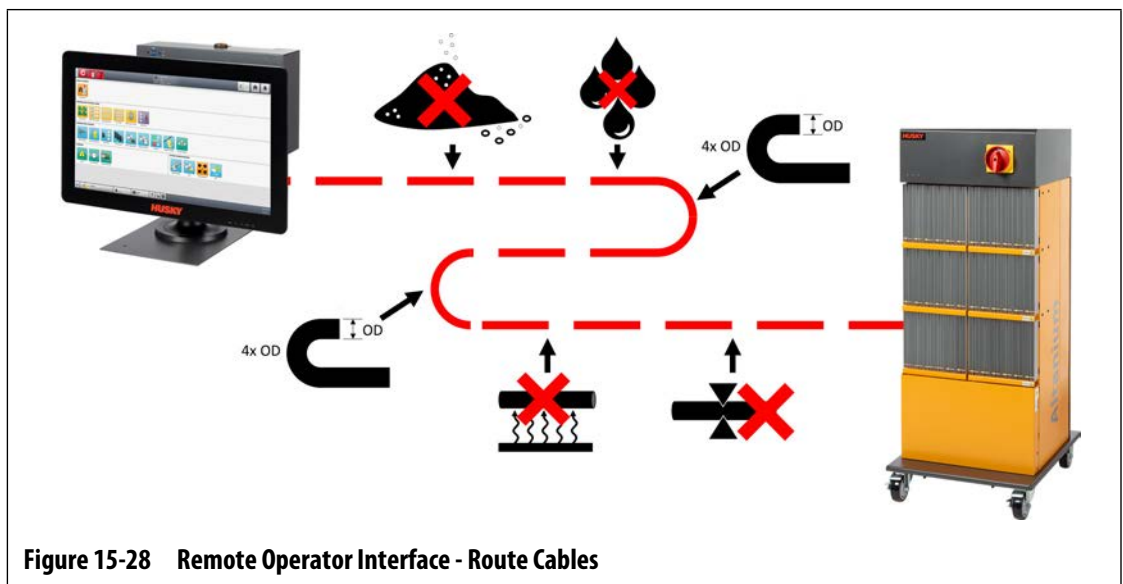 OD
4x OD
HUSKY
HUSKY
OD
4x OD
Altanium
Figure 15-28 Remote Operator Interface - Route Cables